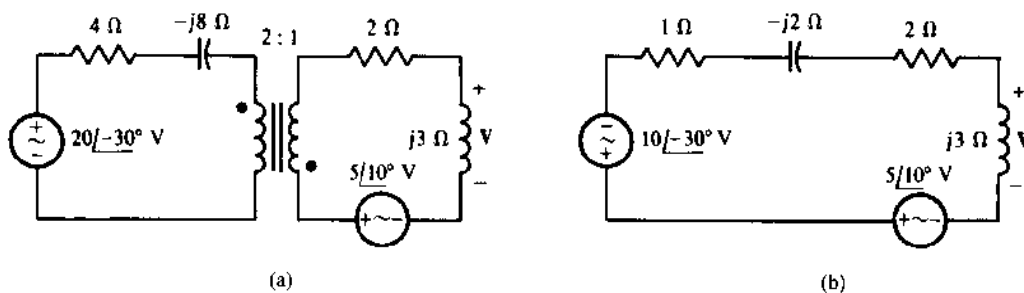 4 Ω
−j8 Ω
2 : 1
2 Ω
+
+
~
−
20/−30° V
j3 Ω
V
5/10° V
−
+ ~ −
(a)
1 Ω
−j2 Ω
2 Ω
+
−
~
+
10/−30° V
j3 Ω
V
5/10° V
−
+ ~ −
(b)